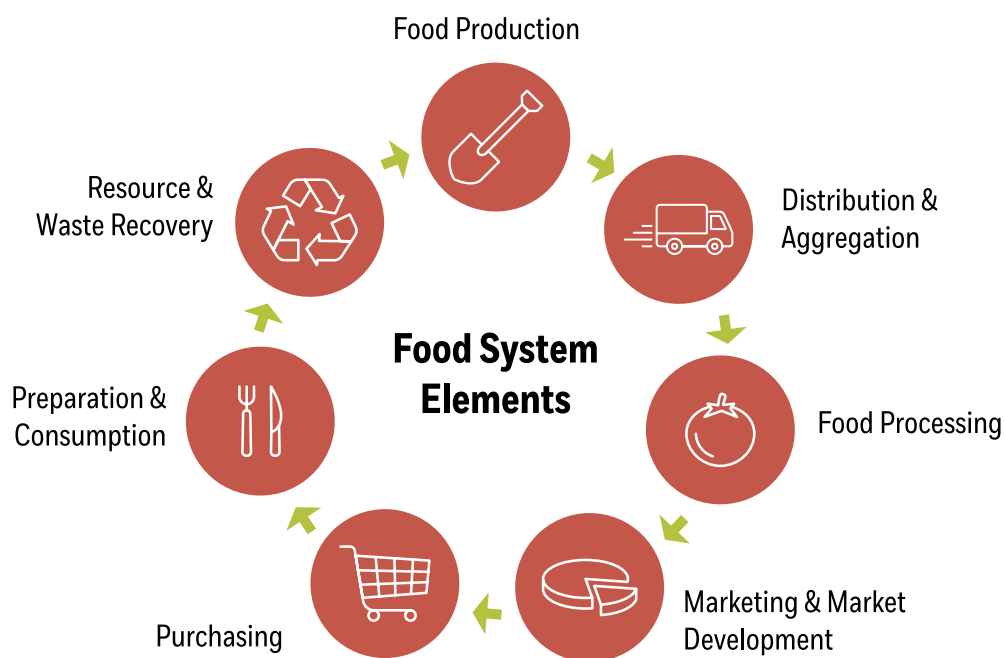 Food Production
Distribution &
Aggregation
Food Processing
Marketing & Market
Development
Purchasing
Preparation &
Consumption
Resource &
Waste Recovery
Food System
Elements